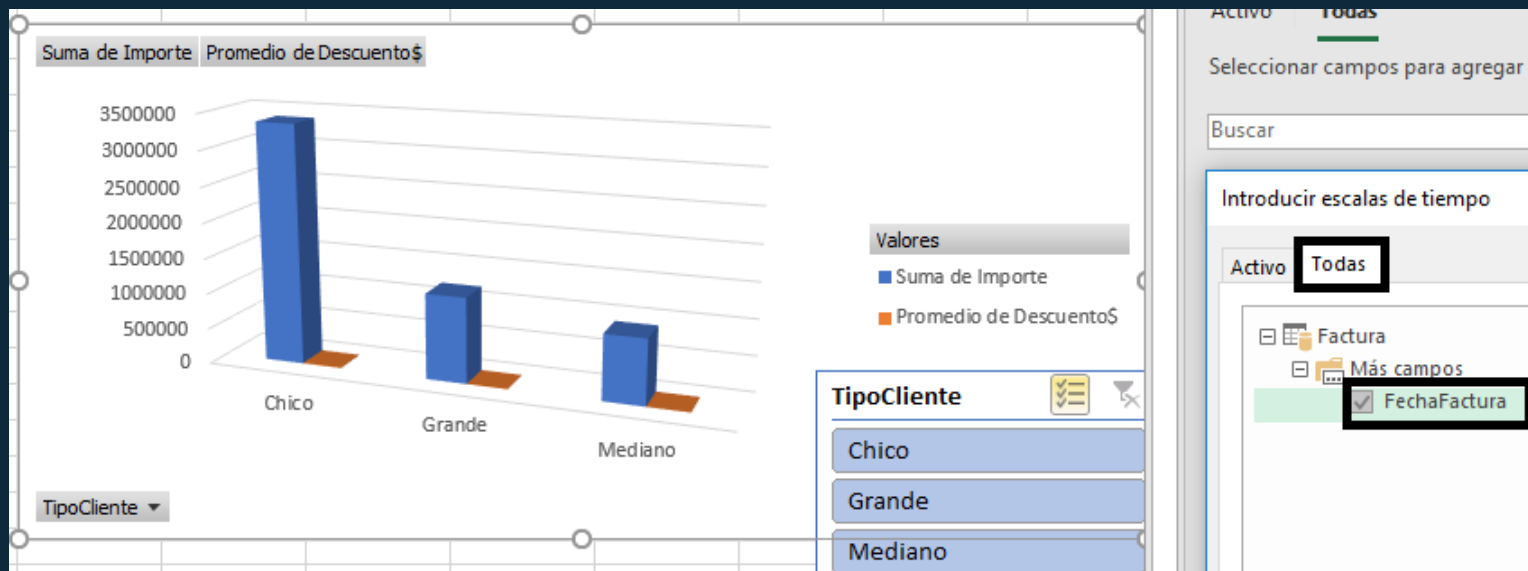 Suma de Importe Promedio de Descuento$
3500000
3000000
2500000
2000000
1500000
1000000
500000
0
Chico
Grande
Mediano
Valores
Suma de Importe
Promedio de Descuento$
TipoCliente
TipoCliente
Chico
Grande
Mediano
Activo Todas
Seleccionar campos para agregar
Buscar
Introducir escalas de tiempo
Activo Todas
Factura
Más campos
FechaFactura